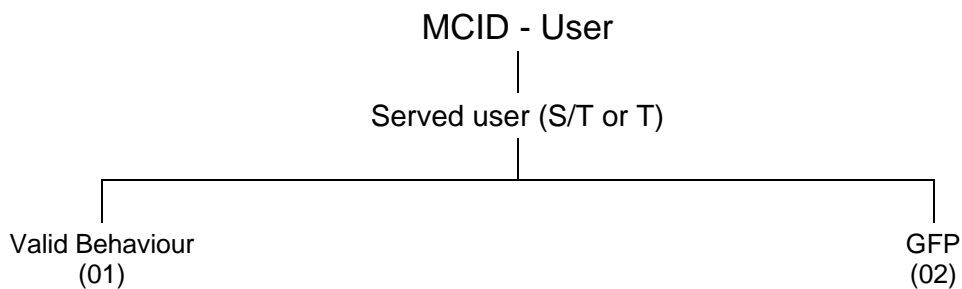 MCID - User
Served user (S/T or T)
Valid Behaviour
(01)
GFP
(02)